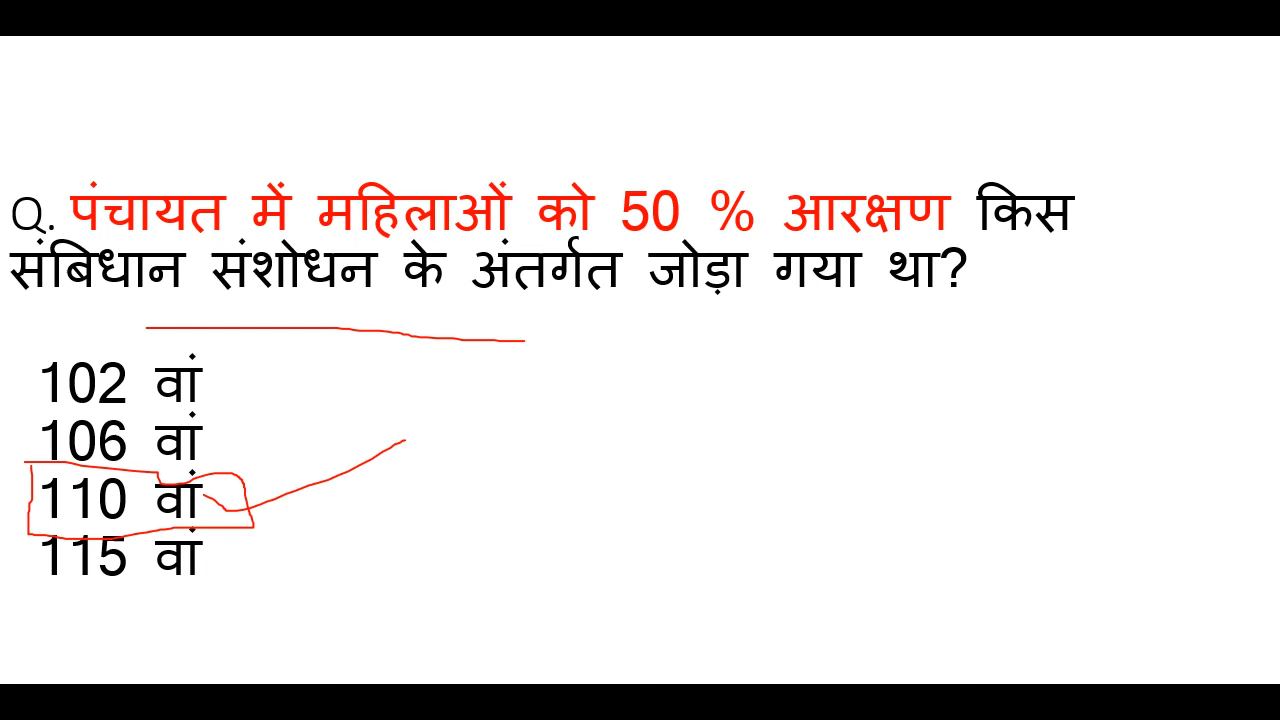 Q. पंचायत में महिलाओं को 50 % आरक्षण किस
संबिधान संशोधन के अंतर्गत जोड़ा गया था?
102 वां
106 वां
110 वां
115 वां